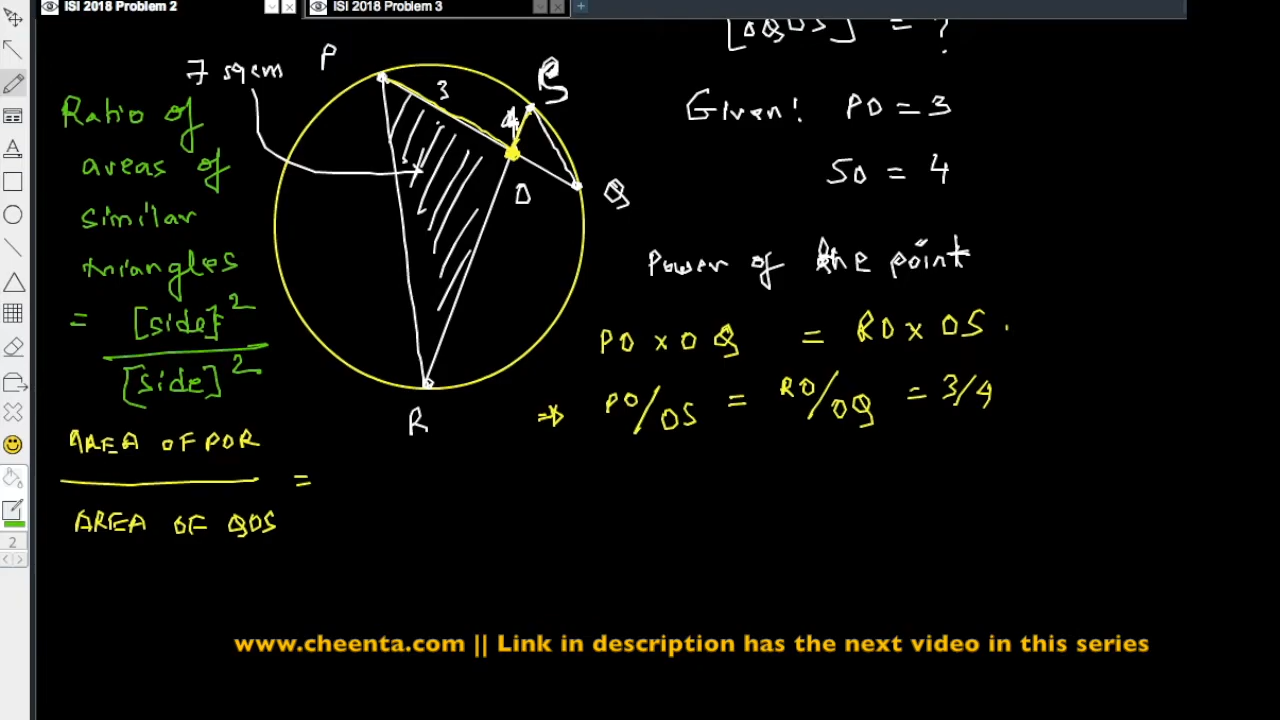 ISI 2018 Problem 2
ISI 2018 Problem 3
[OQOS] = ?
7 sqcm
P
3
S
4
O
Q
R
Ratio of
areas of
similar
triangles
= [side]²
[side]²
Given: PO = 3
SO = 4
Power of the point
PO × OQ = RO × OS.
⇒ PO/OS = RO/OQ = 3/4
AREA OF POR
=
AREA OF QOS
2
www.cheenta.com || Link in description has the next video in this series